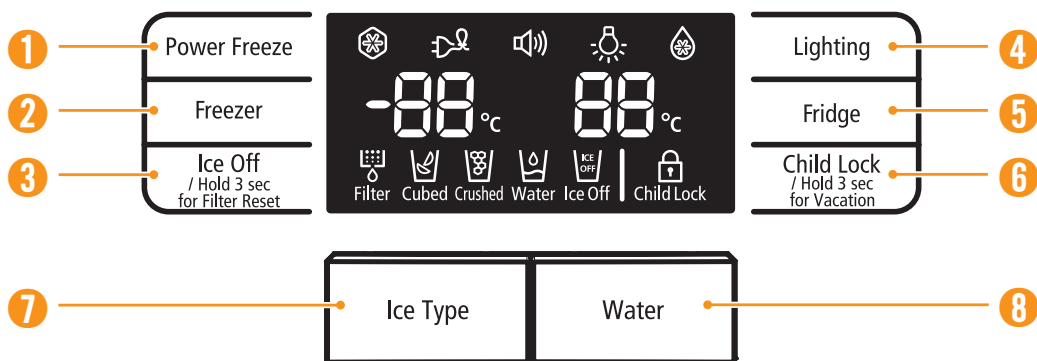 1
Power Freeze
2
Freezer
3
Ice Off
/ Hold 3 sec
for Filter Reset
-88 °C
88 °C
Filter
Cubed
Crushed
Water
ICE
OFF
Ice Off
Child Lock
Lighting
4
Fridge
5
Child Lock
/ Hold 3 sec
for Vacation
6
7
Ice Type
Water
8